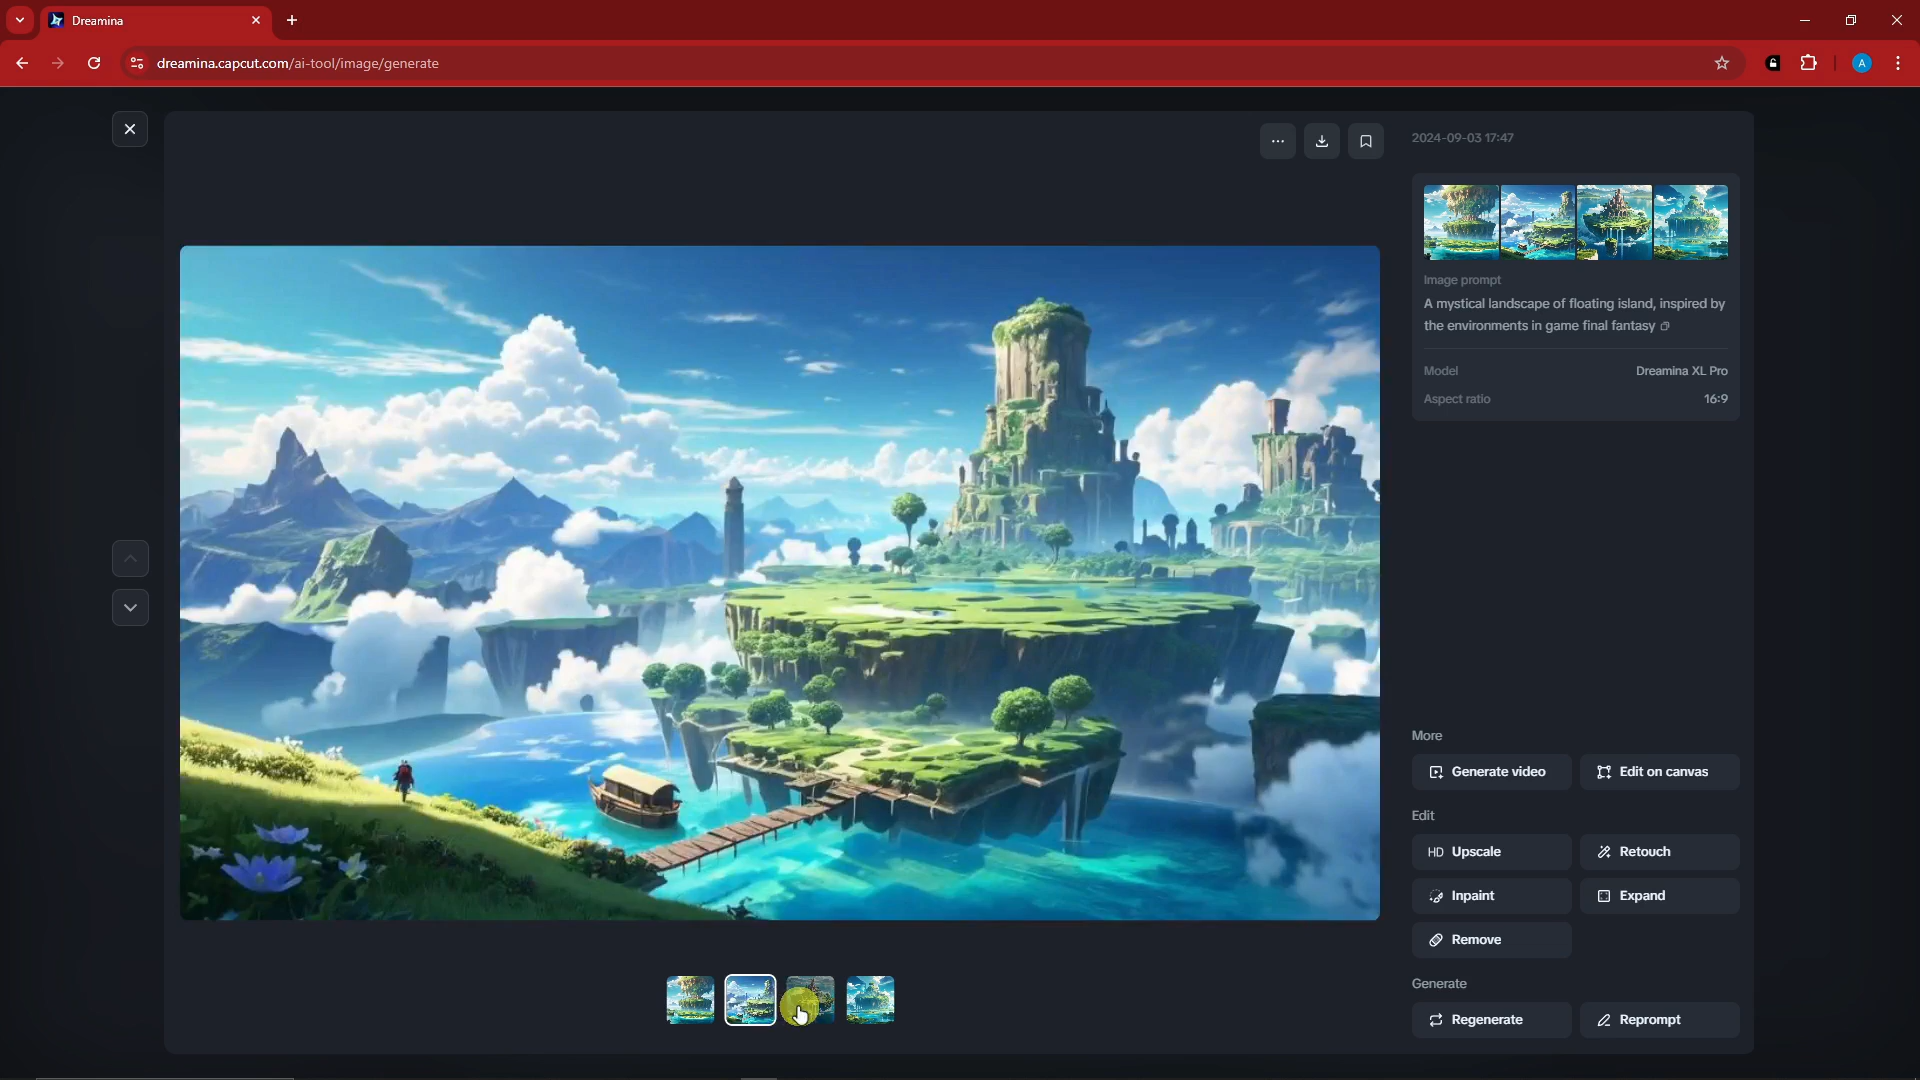 Dreamina
dreamina.capcut.com/ai-tool/image/generate
A
2024-09-03 17:47
Image prompt
A mystical landscape of floating island, inspired by
the environments in game final fantasy
Model Dreamina XL Pro
Aspect ratio 16:9
More
Generate video Edit on canvas
Edit
HD Upscale Retouch
Inpaint Expand
Remove
Generate
Regenerate Reprompt